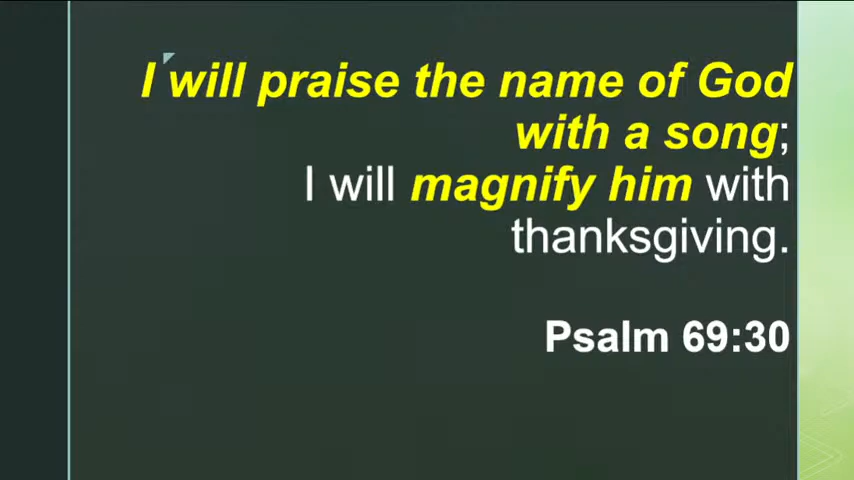 I will praise the name of God
with a song;
I will magnify him with
thanksgiving.
Psalm 69:30